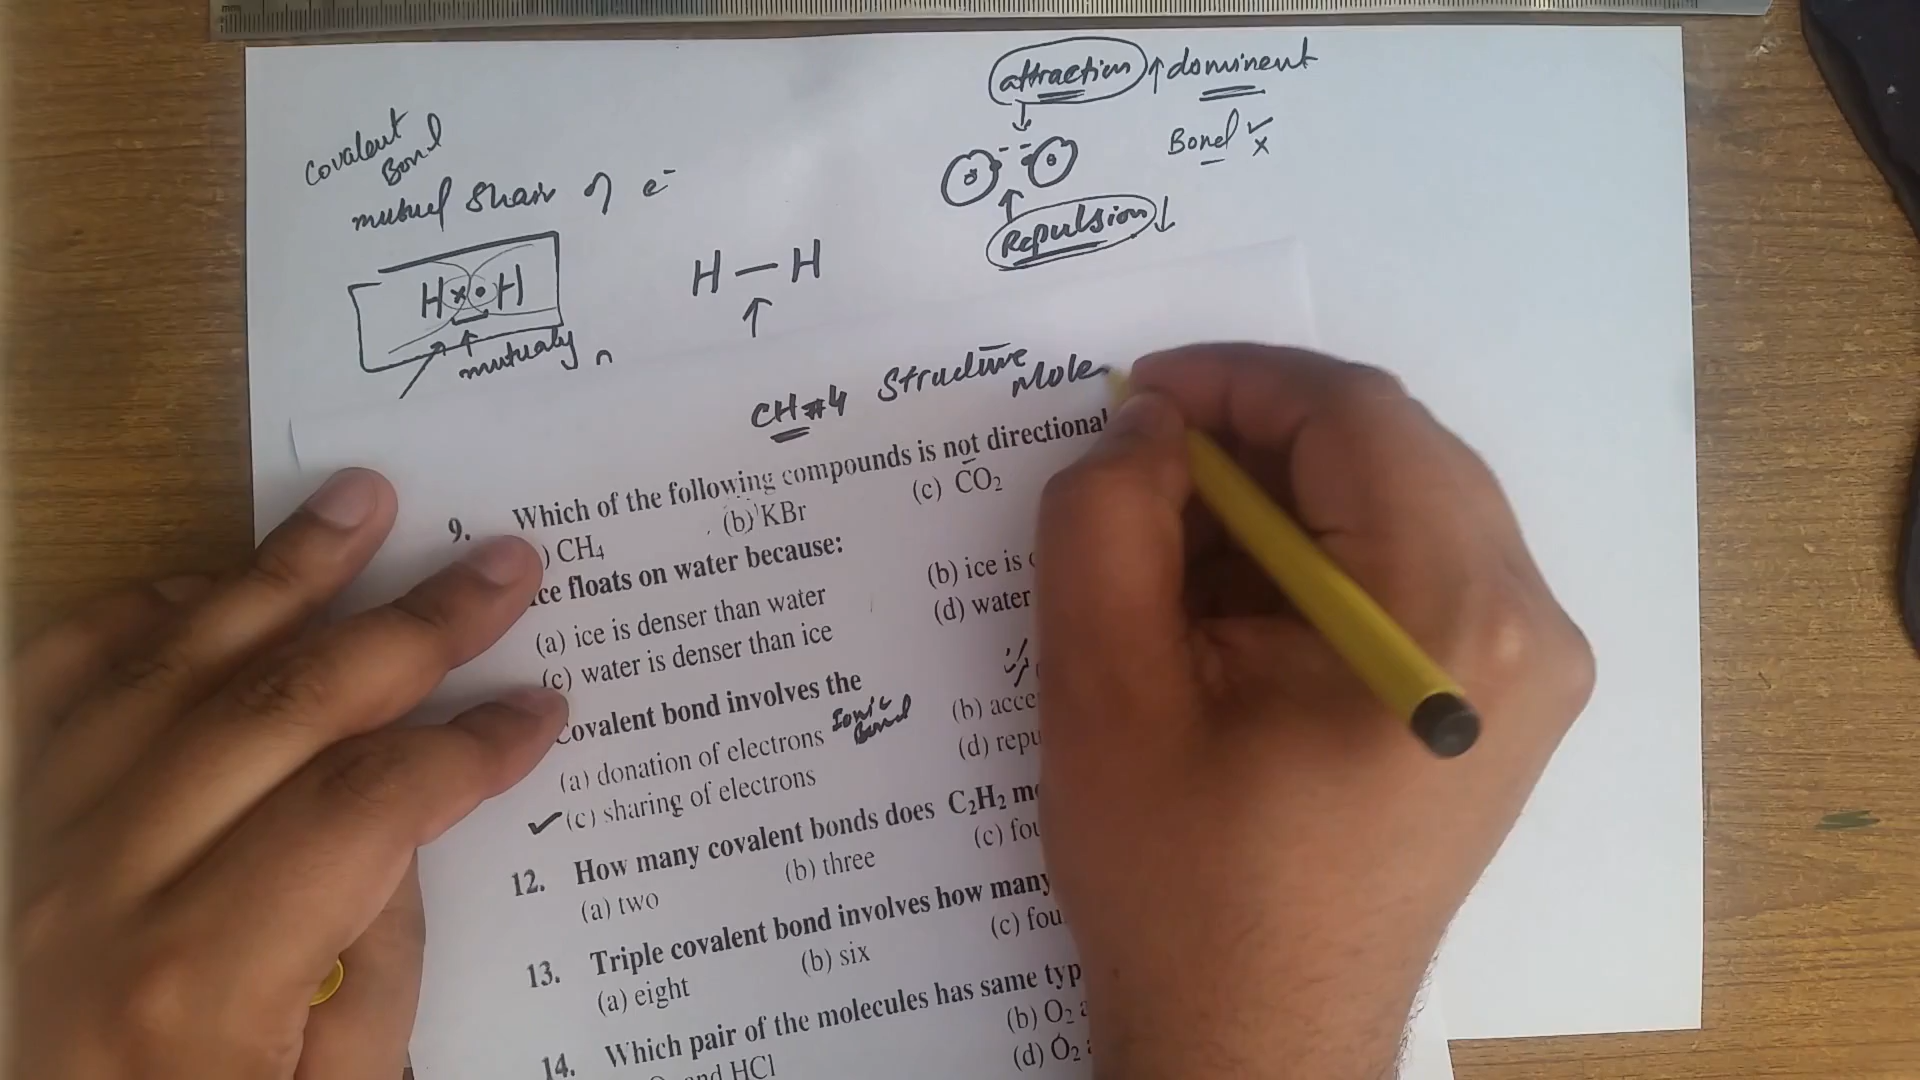 mm
attraction ↑ dominent
Covalent
Bond
Bond ✓
x
mutuel Share of e⁻
Repulsion ↓
H x • H
H — H
mutualy
CH4 Structure
Mole
9. Which of the following compounds is not directional
) CH₄ (b) KBr (c) CO₂
ce floats on water because:
(a) ice is denser than water (b) ice is
(c) water is denser than ice (d) water
Covalent bond involves the
(a) donation of electrons Ionic Bond (b) acce
✓ (c) sharing of electrons (d) repu
12. How many covalent bonds does C₂H₂ m
(a) two (b) three (c) fou
13. Triple covalent bond involves how many
(a) eight (b) six (c) fou
14. Which pair of the molecules has same typ
and HCl (b) O₂ a
(d) O₂